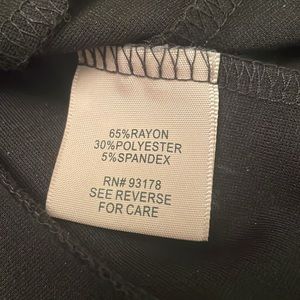 65%RAYON
30%POLYESTER
5%SPANDEX
RN# 93178
SEE REVERSE
FOR CARE